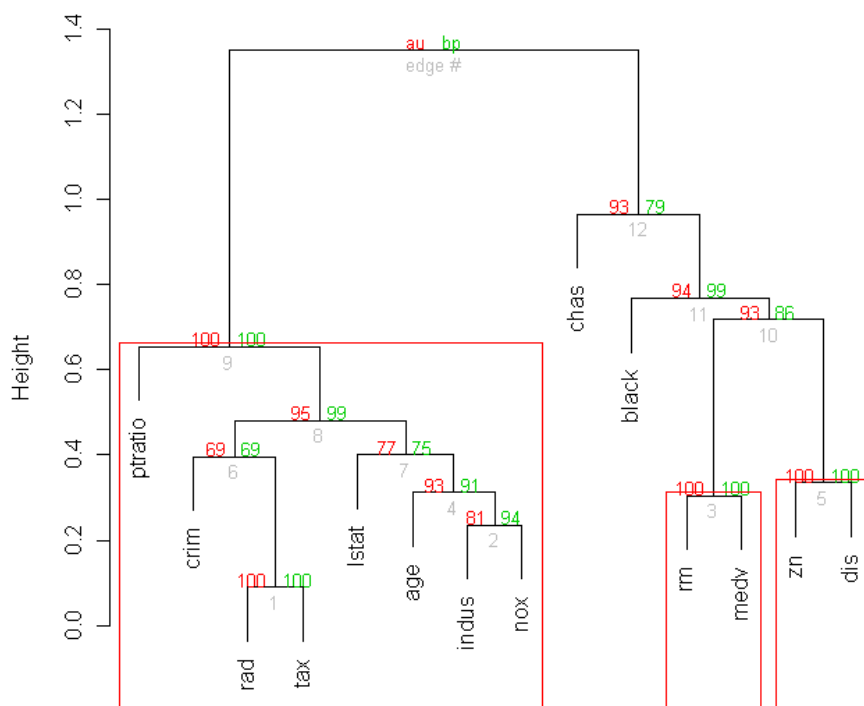 1.4
au bp
edge #
1.2
1.0
93 79
12
0.8
chas
94 99
11
93 86
10
black
Height
0.6
100 100
9
ptratio
95 99
8
0.4
69 69
6
77 75
7
crim
lstat
93 91
4
age
81 94
2
indus
nox
100 100
3
rm
medv
100 100
5
zn
dis
0.2
100 100
1
rad
tax
0.0